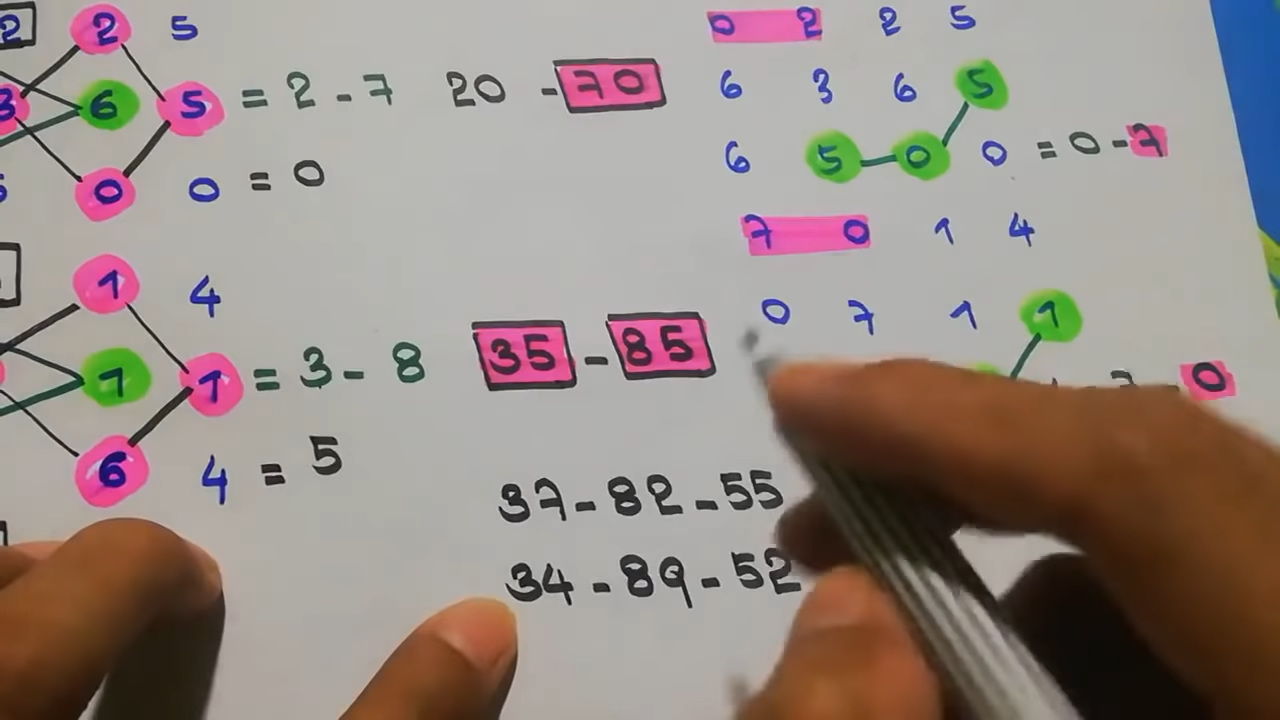 2 2 5
3 6 5 = 2 - 7 20 - 70
0 0 = 0
1 4
1 1 = 3 - 8 35 - 85
6 4 = 5
37 - 82 - 55
34 - 89 - 52
0 2 2 5
6 3 6 5
6 5 0 0 = 0 - 7
7 0 1 4
0 7 1 1
0